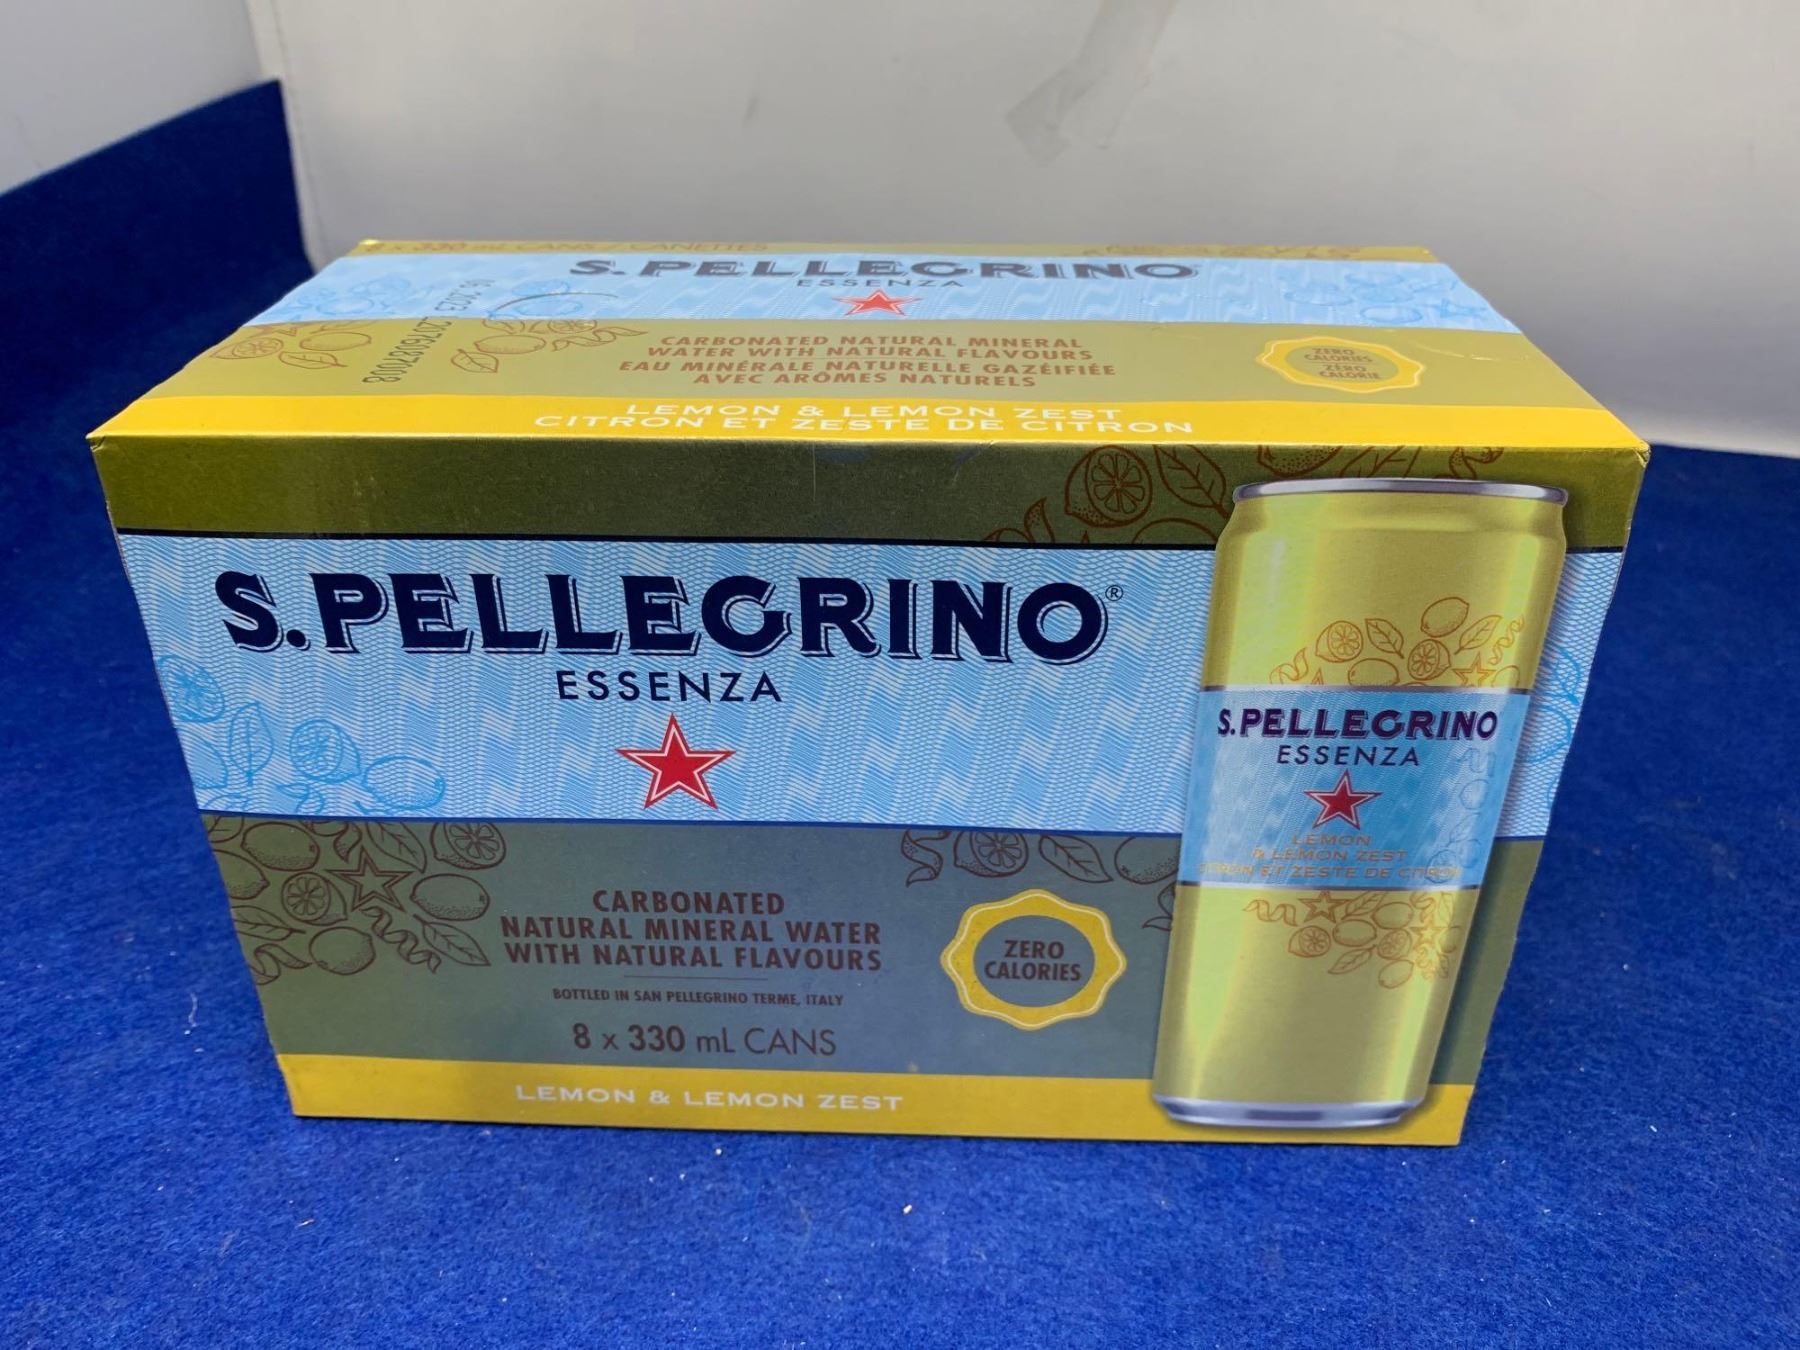 8 x 330 mL CANS / CANETTES
S. PELLEGRINO
ESSENZA
CARBONATED NATURAL MINERAL
WATER WITH NATURAL FLAVOURS
EAU MINÉRALE NATURELLE GAZÉIFIÉE
AVEC ARÔMES NATURELS
ZERO
CALORIES
ZÉRO
CALORIE
LEMON & LEMON ZEST
CITRON ET ZESTE DE CITRON
S.PELLEGRINO®
ESSENZA
CARBONATED
NATURAL MINERAL WATER
WITH NATURAL FLAVOURS
BOTTLED IN SAN PELLEGRINO TERME, ITALY
8 x 330 mL CANS
ZERO
CALORIES
LEMON & LEMON ZEST
S.PELLEGRINO
ESSENZA
LEMON
& LEMON ZEST
CITRON ET ZESTE DE CITRON